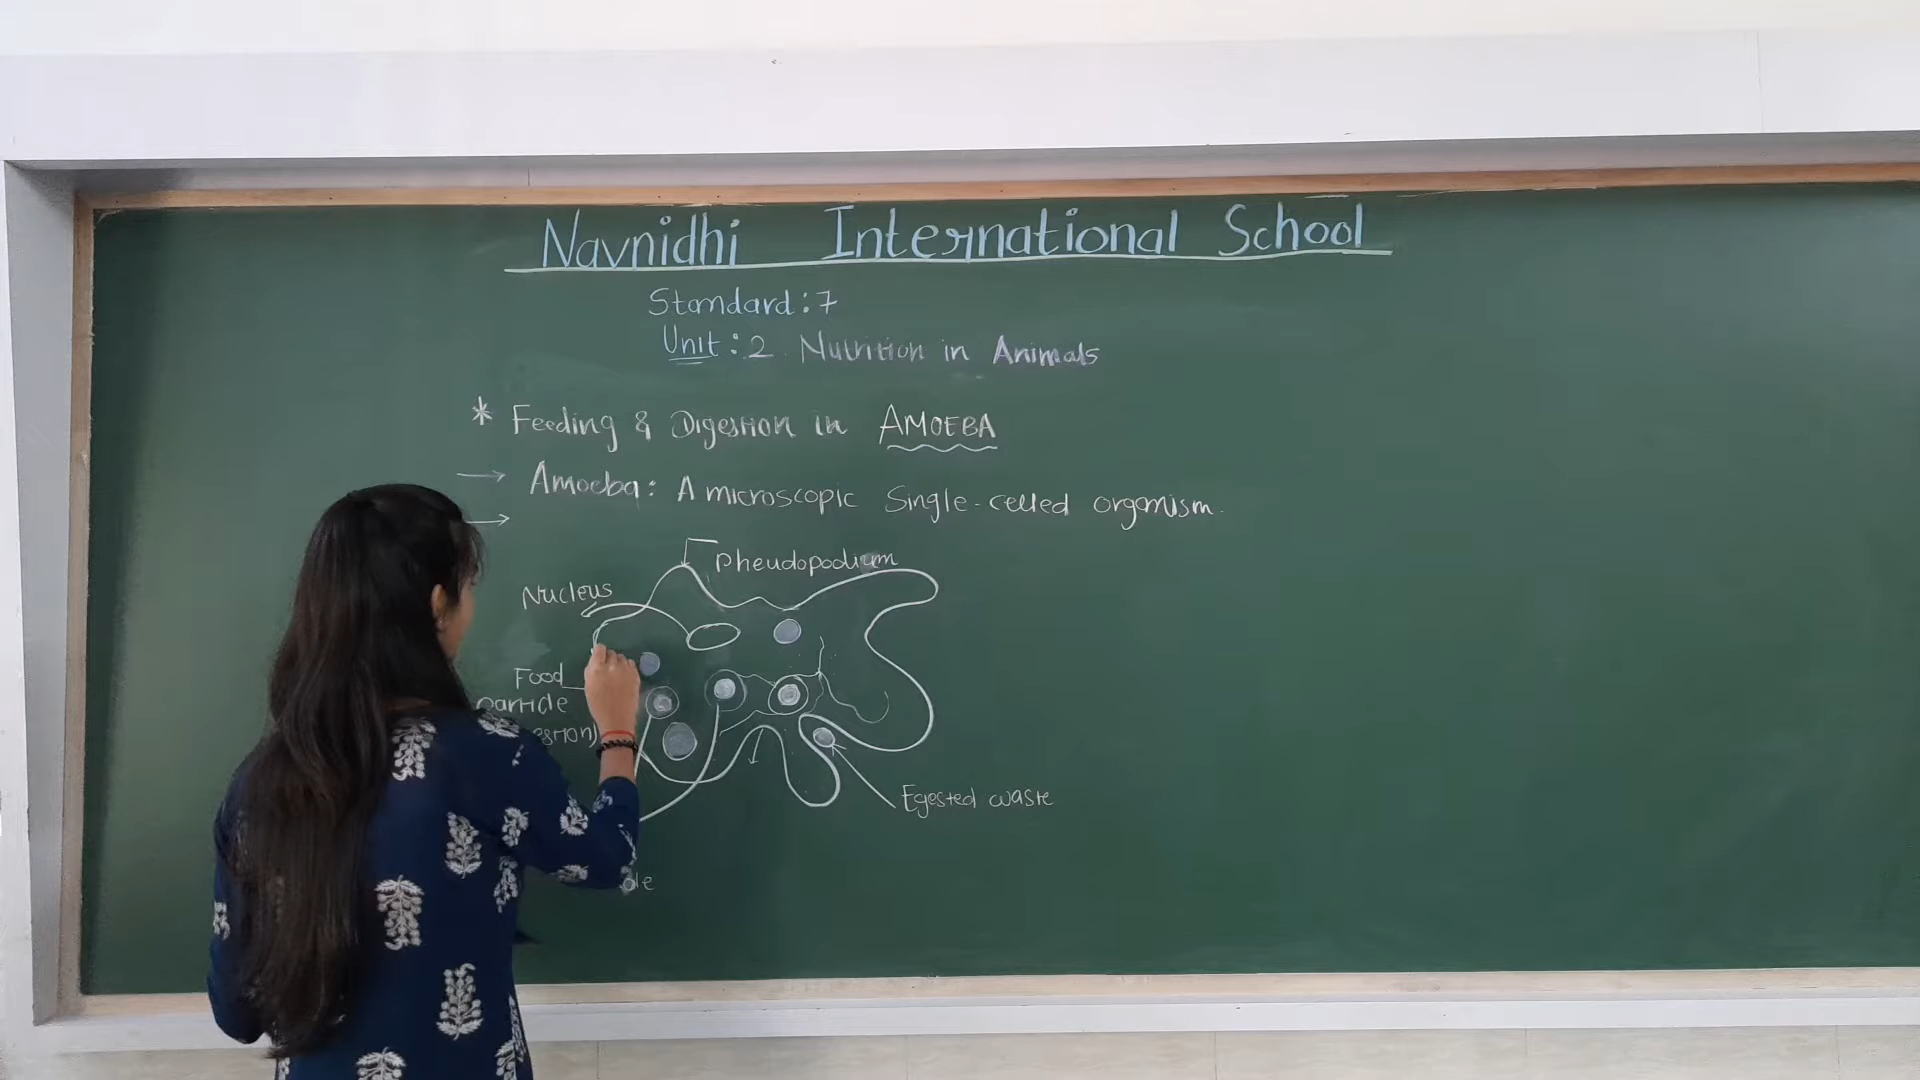 Navnidhi International School
Standard : 7
Unit : 2 Nutrition in Animals
* Feeding & Digestion in AMOEBA
→ Amoeba : A microscopic Single-celled organism.
→
Pheudopodium
Nucleus
Food
particle
Egested waste